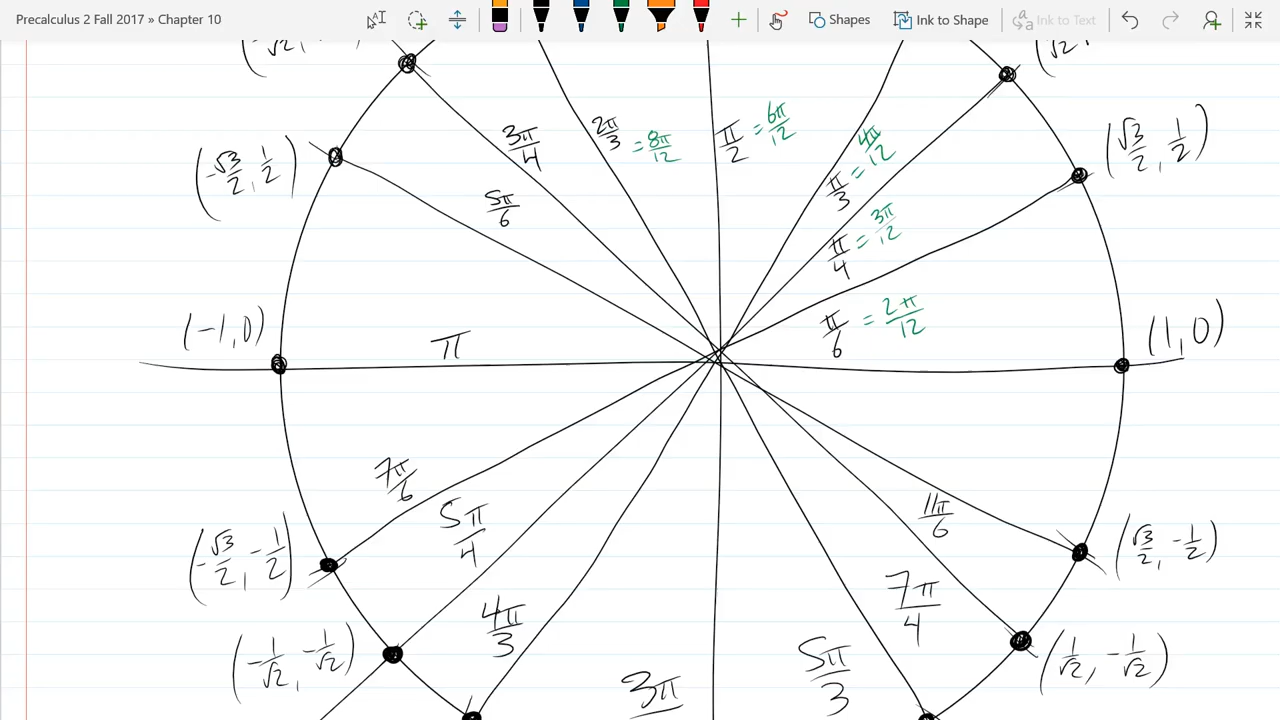 Precalculus 2 Fall 2017 » Chapter 10
Shapes
Ink to Shape
Ink to Text
2π/3 = 8π/12
π/2 = 6π/12
3π/4
π/3 = 4π/12
(√3/2, 1/2)
(-√3/2, 1/2)
5π/6
π/4 = 3π/12
π/6 = 2π/12
(-1,0)
π
(1,0)
7π/6
5π/4
11π/6
(-√3/2, -1/2)
(√3/2, -1/2)
4π/3
7π/4
(-1/√2, -1/√2)
(1/√2, -1/√2)
3π
5π/3